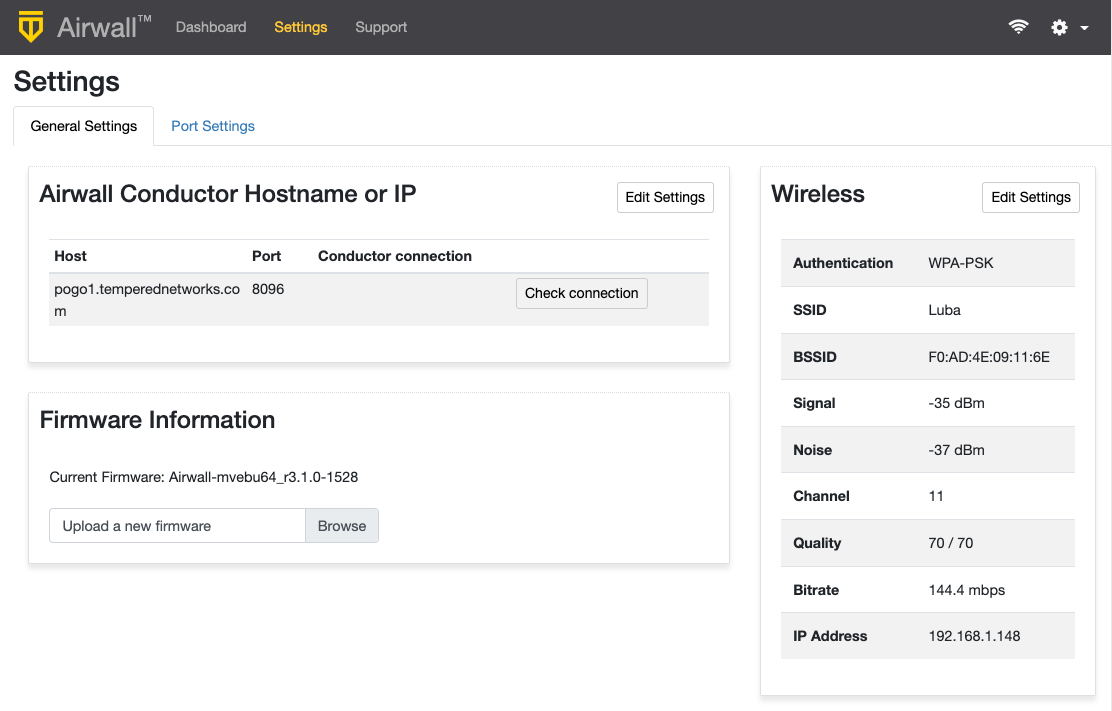 Airwall™ Dashboard Settings Support
Settings
General Settings Port Settings
Airwall Conductor Hostname or IP
Edit Settings
Host Port Conductor connection
pogo1.temperednetworks.co 8096 Check connection
m
Firmware Information
Current Firmware: Airwall-mvebu64_r3.1.0-1528
Upload a new firmware Browse
Wireless
Edit Settings
Authentication WPA-PSK
SSID Luba
BSSID F0:AD:4E:09:11:6E
Signal -35 dBm
Noise -37 dBm
Channel 11
Quality 70 / 70
Bitrate 144.4 mbps
IP Address 192.168.1.148